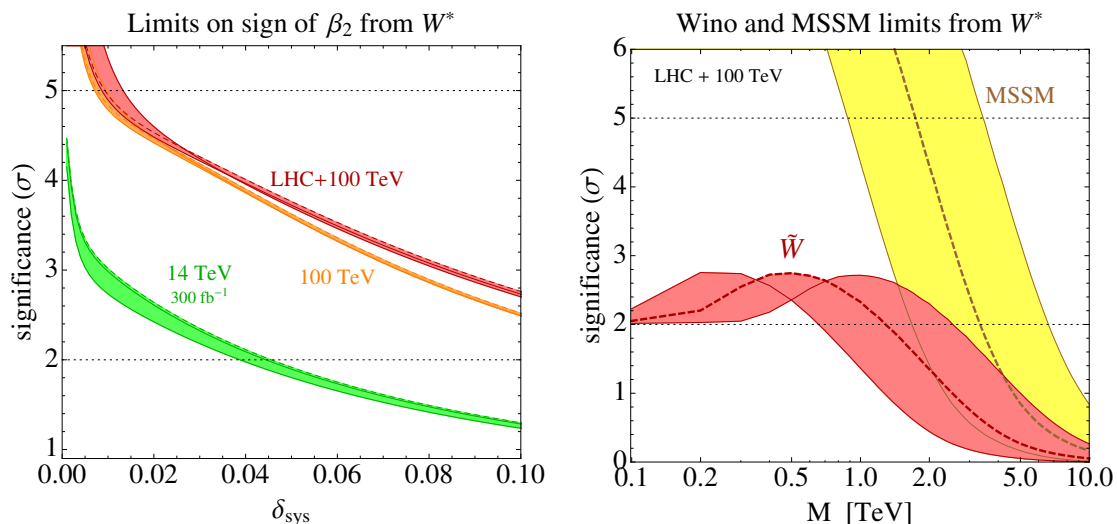 Limits on sign of β₂ from W*
significance (σ)
5
4
3
2
1
LHC+100 TeV
100 TeV
14 TeV
300 fb⁻¹
0.00 0.02 0.04 0.06 0.08 0.10
δ_sys
Wino and MSSM limits from W*
significance (σ)
6
5
4
3
2
1
0
LHC + 100 TeV
MSSM
W̃
0.1 0.2 0.5 1.0 2.0 5.0 10.0
M [TeV]